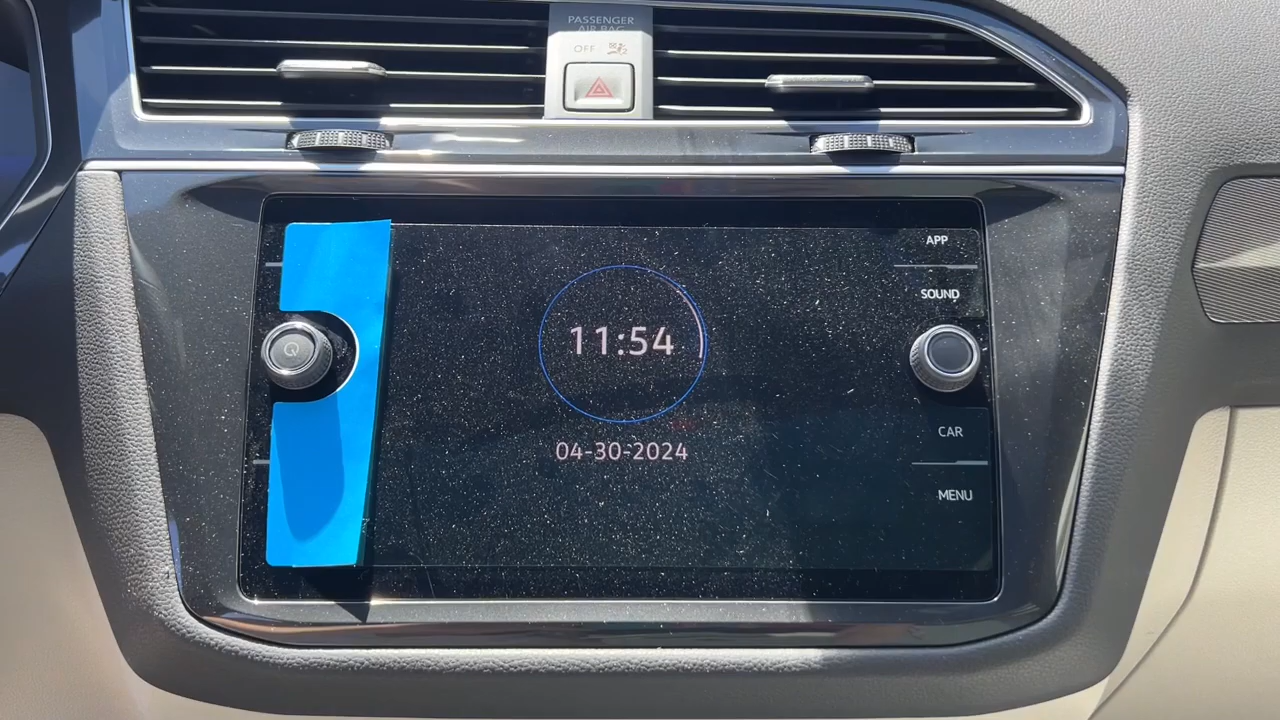 PASSENGER
AIR BAG
OFF
APP
SOUND
11:54
CAR
04-30-2024
MENU